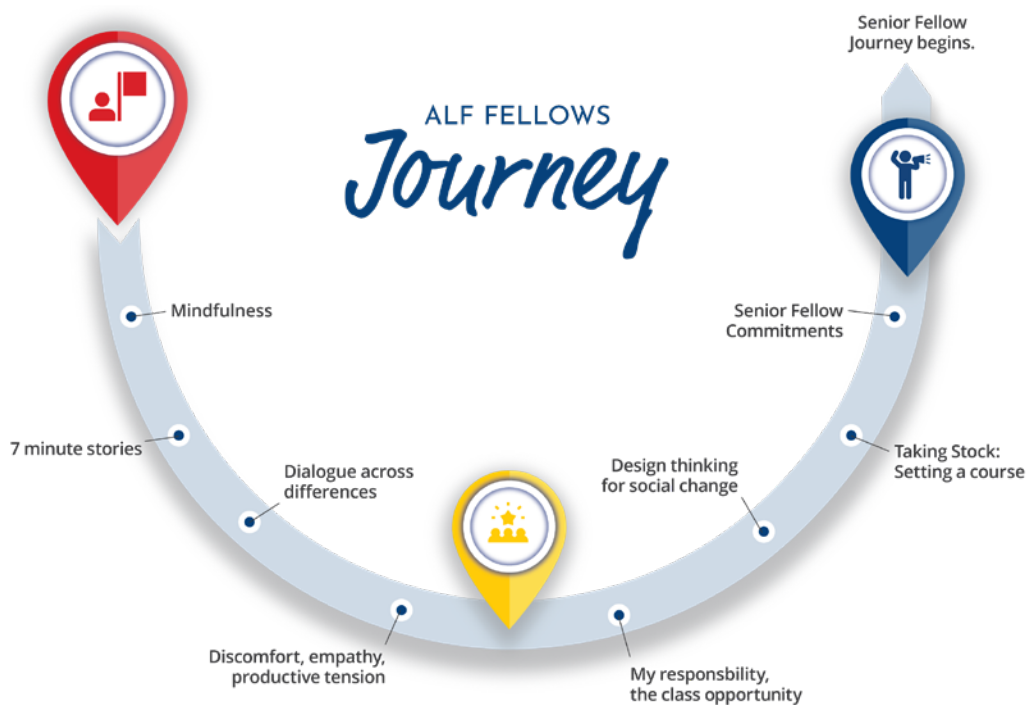 Senior Fellow
Journey begins.
ALF FELLOWS
Journey
Mindfulness
Senior Fellow
Commitments
7 minute stories
Dialogue across
differences
Design thinking
for social change
Taking Stock:
Setting a course
Discomfort, empathy,
productive tension
My responsbility,
the class opportunity